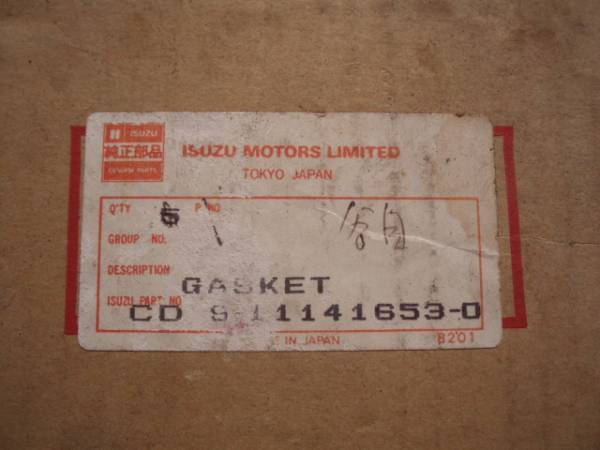 ISUZU
純正部品
GENUINE PARTS
ISUZU MOTORS LIMITED
TOKYO JAPAN
Q'TY 5 P NO
GROUP NO.
DESCRIPTION
GASKET
ISUZU PART NO
CD 9-11141653-0
IN JAPAN
8201